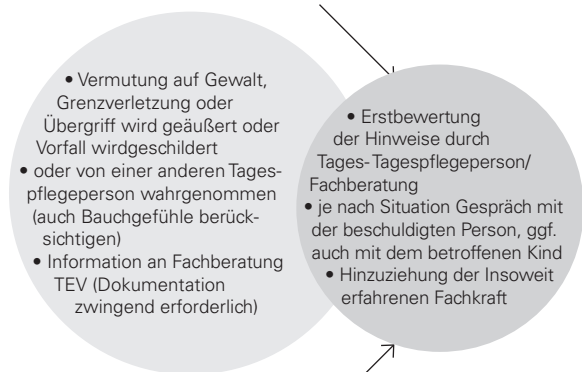 • Vermutung auf Gewalt,
Grenzverletzung oder
Übergriff wird geäußert oder
Vorfall wirdgeschildert
• oder von einer anderen Tages-
pflegeperson wahrgenommen
(auch Bauchgefühle berück-
sichtigen)
• Information an Fachberatung
TEV (Dokumentation
zwingend erforderlich)
• Erstbewertung
der Hinweise durch
Tages-Tagespflegeperson/
Fachberatung
• je nach Situation Gespräch mit
der beschuldigten Person, ggf.
auch mit dem betroffenen Kind
• Hinzuziehung der Insoweit
erfahrenen Fachkraft